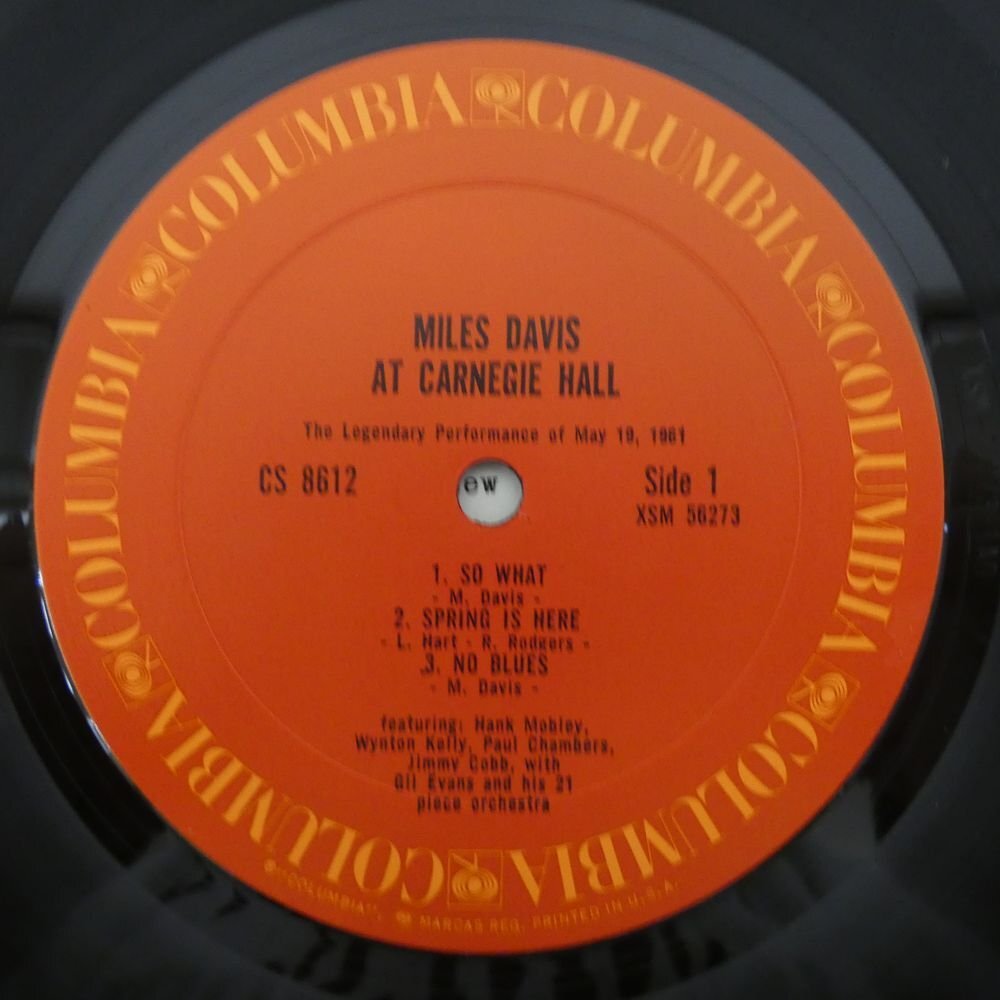 COLUMBIA COLUMBIA COLUMBIA COLUMBIA COLUMBIA COLUMBIA
MILES DAVIS
AT CARNEGIE HALL
The Legendary Performance of May 19, 1961
CS 8612
ew
Side 1
XSM 56273
1. SO WHAT
- M. Davis -
2. SPRING IS HERE
- L. Hart - R. Rodgers -
3. NO BLUES
- M. Davis -
featuring: Hank Mobley,
Wynton Kelly, Paul Chambers,
Jimmy Cobb, with
Gil Evans and his 21
piece orchestra
® "COLUMBIA", MARCAS REG. PRINTED IN U.S.A.